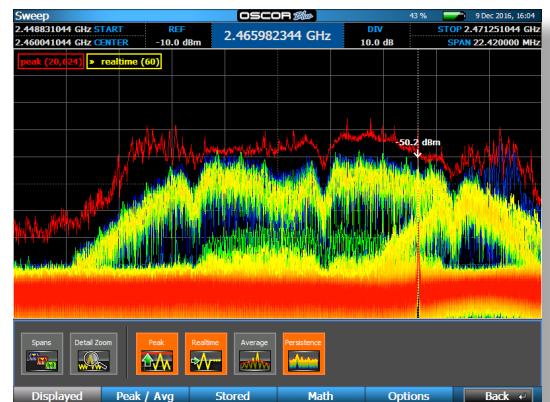 Sweep OSCOR Blue 43 % 9 Dec 2016, 16:04
2.448831044 GHz START REF 2.465982344 GHz DIV STOP 2.471251044 GHz
2.460041044 GHz CENTER -10.0 dBm 10.0 dB SPAN 22.420000 MHz
peak (20,624) » realtime (60)
-50.2 dBm
Spans Detail Zoom Peak Realtime Average Persistence
Displayed Peak / Avg Stored Math Options Back ↵